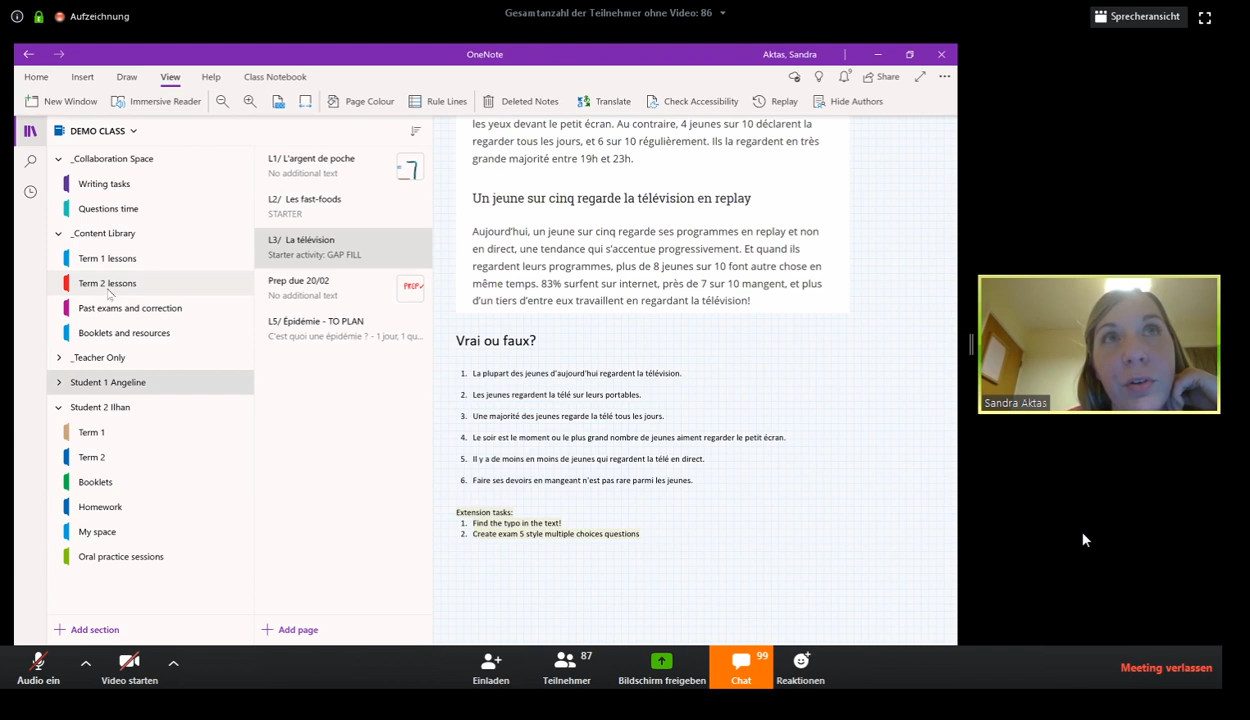 Aufzeichnung
Gesamtanzahl der Teilnehmer ohne Video: 86
Sprecheransicht
OneNote
Aktas, Sandra
Home Insert Draw View Help Class Notebook
Share
New Window Immersive Reader Page Colour Rule Lines Deleted Notes Translate Check Accessibility Replay Hide Authors
DEMO CLASS
_Collaboration Space
Writing tasks
Questions time
_Content Library
Term 1 lessons
Term 2 lessons
Past exams and correction
Booklets and resources
_Teacher Only
Student 1 Angeline
Student 2 Ilhan
Term 1
Term 2
Booklets
Homework
My space
Oral practice sessions
Add section
L1/ L'argent de poche
No additional text
L2/ Les fast-foods
STARTER
L3/ La télévision
Starter activity: GAP FILL
Prep due 20/02
No additional text
PREP
L5/ Épidémie - TO PLAN
C'est quoi une épidémie ? - 1 jour, 1 qu...
Add page
les yeux devant le petit écran. Au contraire, 4 jeunes sur 10 déclarent la
regarder tous les jours, et 6 sur 10 régulièrement. Ils la regardent en très
grande majorité entre 19h et 23h.
Un jeune sur cinq regarde la télévision en replay
Aujourd'hui, un jeune sur cinq regarde ses programmes en replay et non
en direct, une tendance qui s'accentue progressivement. Et quand ils
regardent leurs programmes, plus de 8 jeunes sur 10 font autre chose en
même temps. 83% surfent sur internet, près de 7 sur 10 mangent, et plus
d'un tiers d'entre eux travaillent en regardant la télévision!
Vrai ou faux?
1. La plupart des jeunes d'aujourd'hui regardent la télévision.
2. Les jeunes regardent la télé sur leurs portables.
3. Une majorité des jeunes regarde la télé tous les jours.
4. Le soir est le moment ou le plus grand nombre de jeunes aiment regarder le petit écran.
5. Il y a de moins en moins de jeunes qui regardent la télé en direct.
6. Faire ses devoirs en mangeant n'est pas rare parmi les jeunes.
Extension tasks:
1. Find the typo in the text!
2. Create exam 5 style multiple choices questions
Sandra Aktas
Audio ein
Video starten
Einladen
87
Teilnehmer
Bildschirm freigeben
99
Chat
Reaktionen
Meeting verlassen